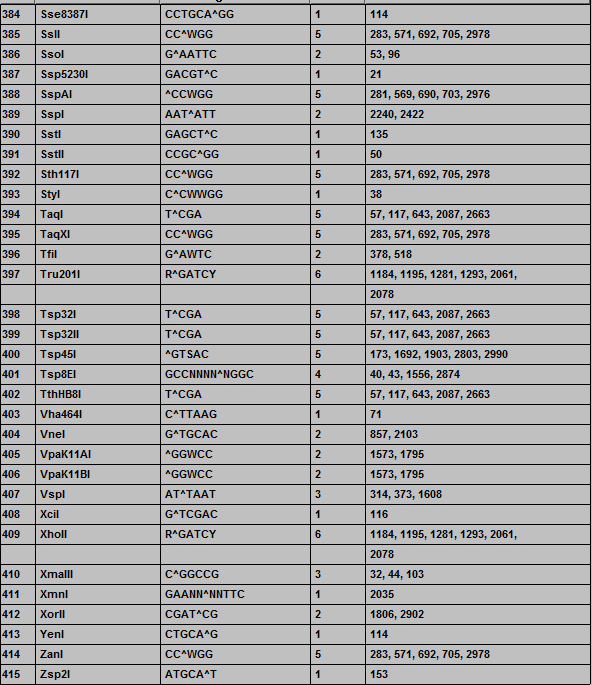 384 Sse8387I CCTGCA^GG 1 114
385 SslI CC^WGG 5 283, 571, 692, 705, 2978
386 SsoI G^AATTC 2 53, 96
387 Ssp5230I GACGT^C 1 21
388 SspAI ^CCWGG 5 281, 569, 690, 703, 2976
389 SspI AAT^ATT 2 2240, 2422
390 SstI GAGCT^C 1 135
391 SstII CCGC^GG 1 50
392 Sth117I CC^WGG 5 283, 571, 692, 705, 2978
393 StyI C^CWWGG 1 38
394 TaqI T^CGA 5 57, 117, 643, 2087, 2663
395 TaqXI CC^WGG 5 283, 571, 692, 705, 2978
396 TfiI G^AWTC 2 378, 518
397 Tru201I R^GATCY 6 1184, 1195, 1281, 1293, 2061,
2078
398 Tsp32I T^CGA 5 57, 117, 643, 2087, 2663
399 Tsp32II T^CGA 5 57, 117, 643, 2087, 2663
400 Tsp45I ^GTSAC 5 173, 1692, 1903, 2803, 2990
401 Tsp8EI GCCNNNN^NGGC 4 40, 43, 1556, 2874
402 TthHB8I T^CGA 5 57, 117, 643, 2087, 2663
403 Vha464I C^TTAAG 1 71
404 VneI G^TGCAC 2 857, 2103
405 VpaK11AI ^GGWCC 2 1573, 1795
406 VpaK11BI ^GGWCC 2 1573, 1795
407 VspI AT^TAAT 3 314, 373, 1608
408 XciI G^TCGAC 1 116
409 XhoII R^GATCY 6 1184, 1195, 1281, 1293, 2061,
2078
410 XmaIII C^GGCCG 3 32, 44, 103
411 XmnI GAANN^NNTTC 1 2035
412 XorII CGAT^CG 2 1806, 2902
413 YenI CTGCA^G 1 114
414 ZanI CC^WGG 5 283, 571, 692, 705, 2978
415 Zsp2I ATGCA^T 1 153